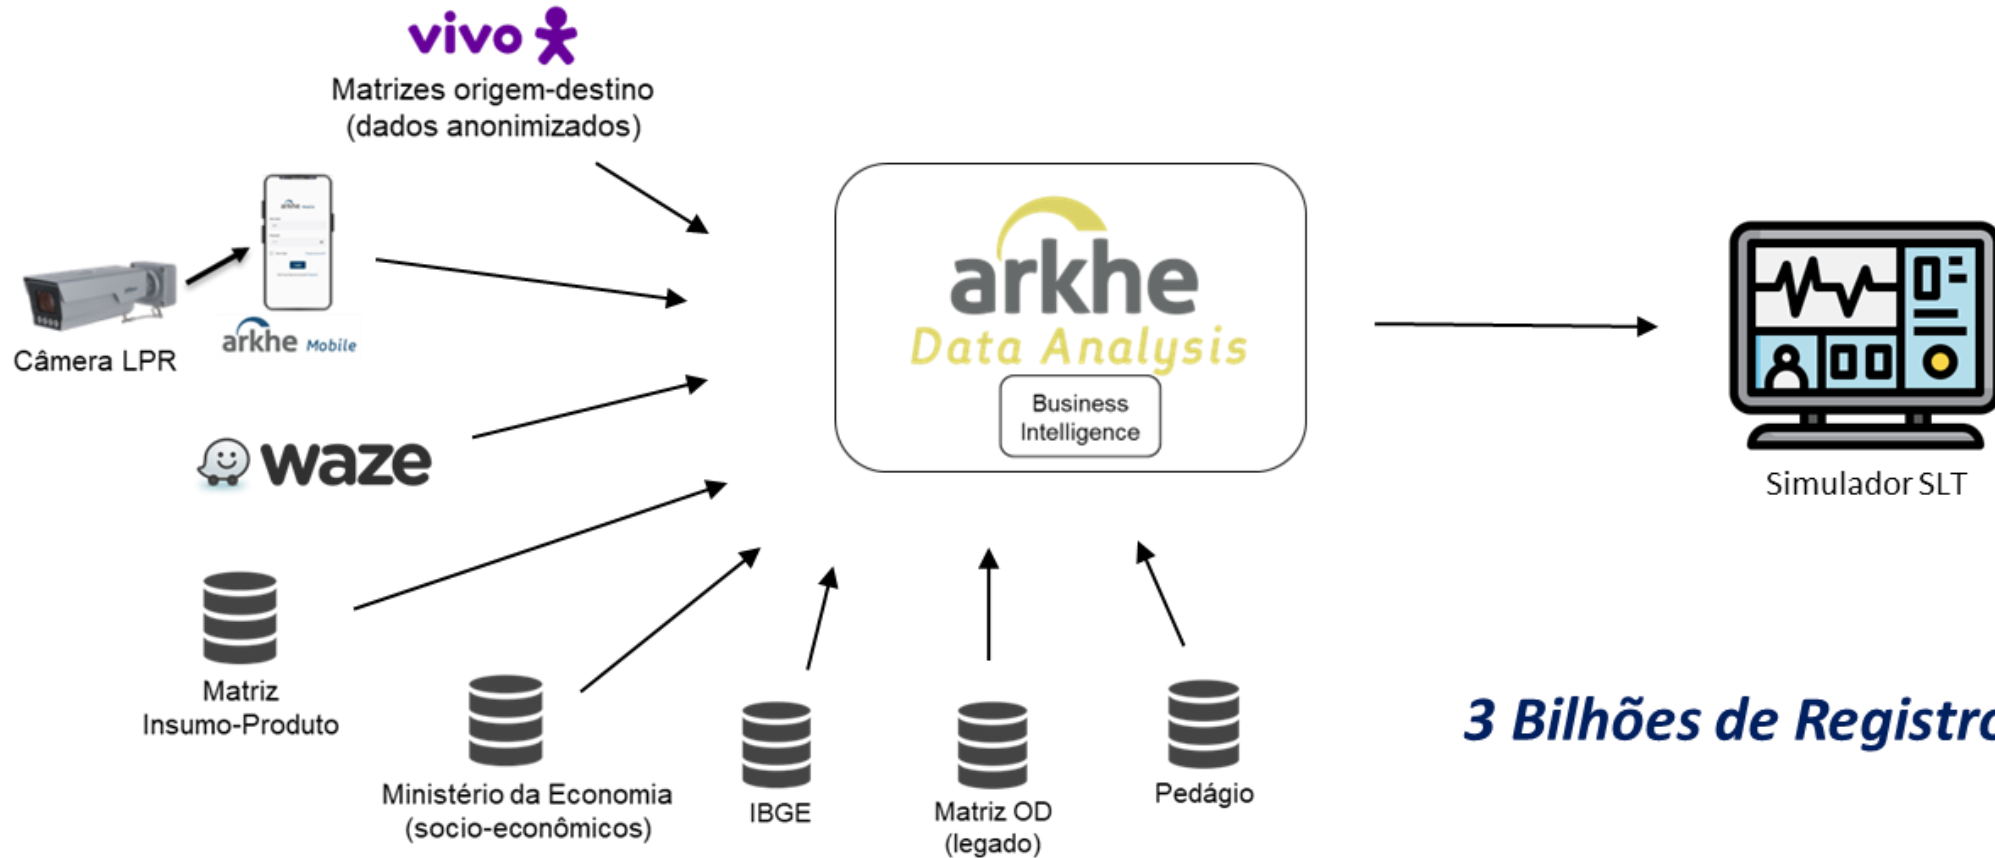 vivo
Matrizes origem-destino
(dados anonimizados)
arkhe Mobile
Câmera LPR
waze
arkhe
Data Analysis
Business
Intelligence
Simulador SLT
Matriz
Insumo-Produto
Ministério da Economia
(socio-econômicos)
IBGE
Matriz OD
(legado)
Pedágio
3 Bilhões de Registro